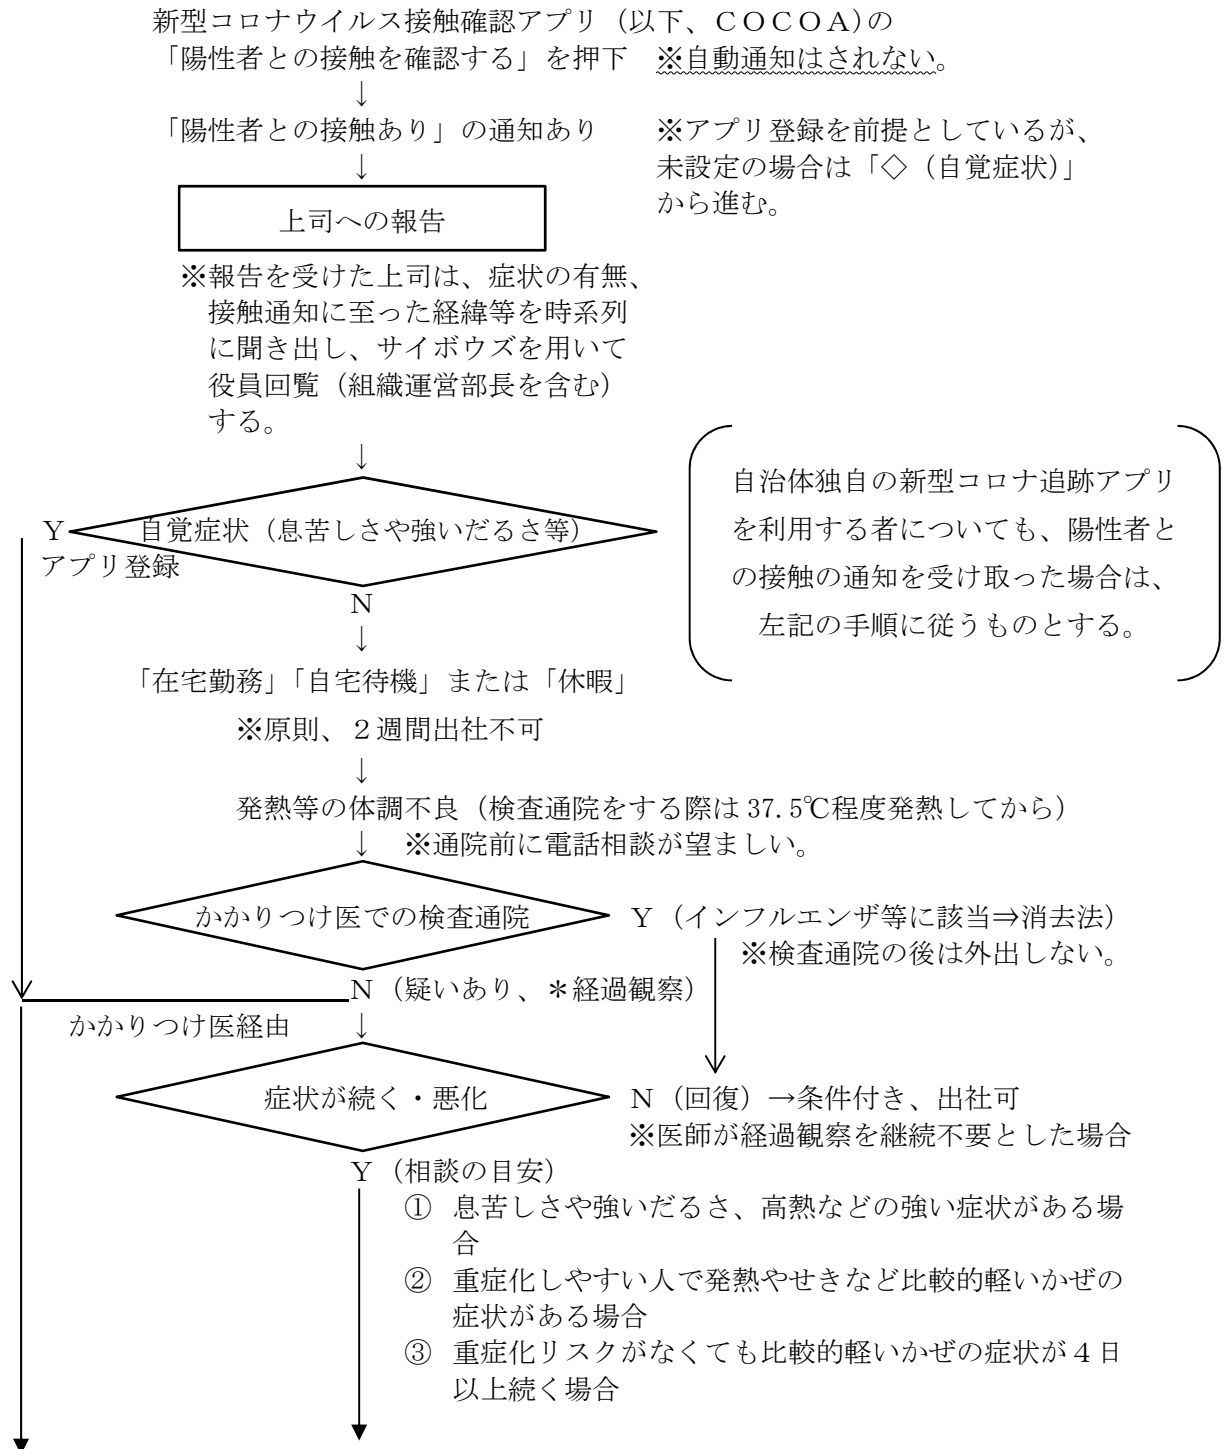 新型コロナウイルス接触確認アプリ（以下、ＣＯＣＯＡ)の
「陽性者との接触を確認する」を押下　※自動通知はされない。
↓
「陽性者との接触あり」の通知あり　　※アプリ登録を前提としているが、
↓　　未設定の場合は「◇（自覚症状）」
から進む。
上司への報告
※報告を受けた上司は、症状の有無、
接触通知に至った経緯等を時系列
に聞き出し、サイボウズを用いて
役員回覧（組織運営部長を含む）
する。
↓
自治体独自の新型コロナ追跡アプリ
を利用する者についても、陽性者と
の接触の通知を受け取った場合は、
左記の手順に従うものとする。
Ｙ　自覚症状（息苦しさや強いだるさ等）
アプリ登録
Ｎ
↓
「在宅勤務」「自宅待機」または「休暇」
※原則、２週間出社不可
↓
発熱等の体調不良（検査通院をする際は 37.5℃程度発熱してから）
↓　※通院前に電話相談が望ましい。
かかりつけ医での検査通院　Ｙ（インフルエンザ等に該当⇒消去法）
※検査通院の後は外出しない。
Ｎ（疑いあり、＊経過観察）
かかりつけ医経由　↓
症状が続く・悪化　Ｎ（回復）→条件付き、出社可
※医師が経過観察を継続不要とした場合
Ｙ（相談の目安）
①　息苦しさや強いだるさ、高熱などの強い症状がある場
合
②　重症化しやすい人で発熱やせきなど比較的軽いかぜの
症状がある場合
③　重症化リスクがなくても比較的軽いかぜの症状が４日
以上続く場合